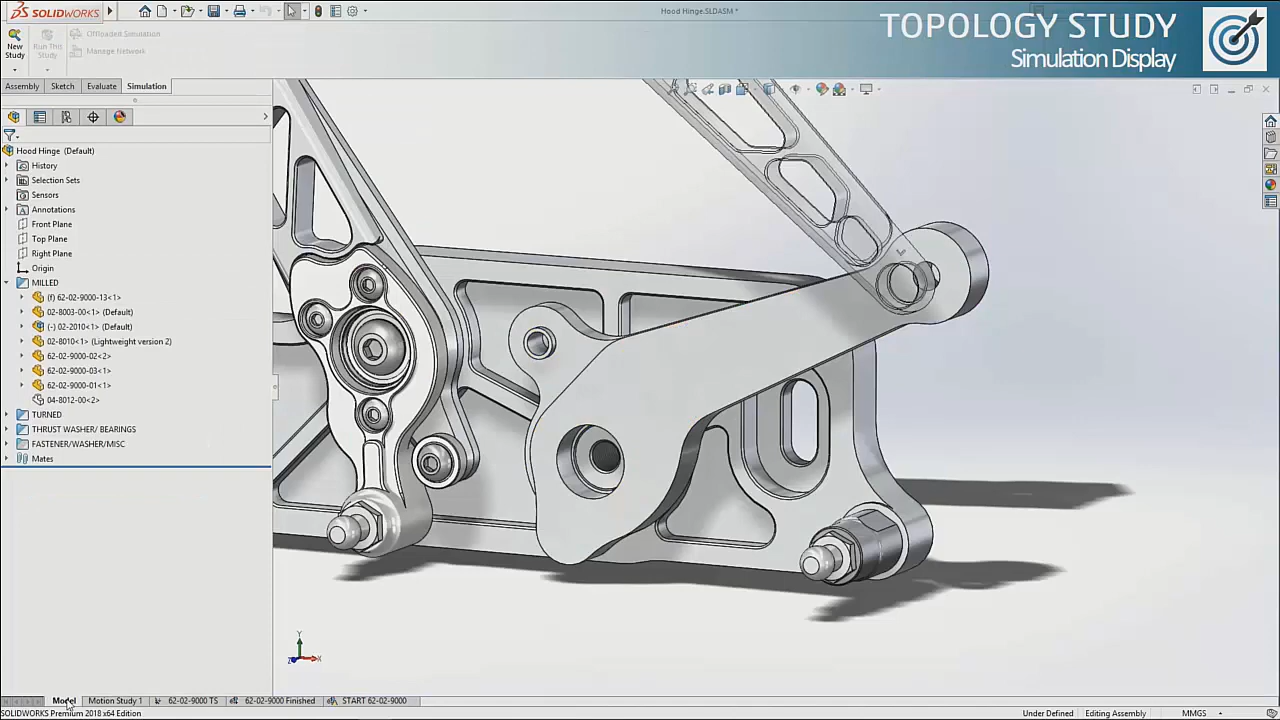 SOLIDWORKS
Hood Hinge.SLDASM *
TOPOLOGY STUDY
Simulation Display
New
Study
Run This
Study
Offloaded Simulation
Manage Network
Assembly
Sketch
Evaluate
Simulation
Hood Hinge (Default)
History
Selection Sets
Sensors
Annotations
Front Plane
Top Plane
Right Plane
Origin
MILLED
(f) 62-02-9000-13<1>
02-8003-00<1> (Default)
(-) 02-2010<1> (Default)
02-8010<1> (Lightweight version 2)
62-02-9000-02<2>
62-02-9000-03<1>
62-02-9000-01<1>
04-8012-00<2>
TURNED
THRUST WASHER/ BEARINGS
FASTENER/WASHER/MISC
Mates
Y
X
Z
Model
Motion Study 1
62-02-9000 TS
62-02-9000 Finished
START 62-02-9000
SOLIDWORKS Premium 2018 x64 Edition
Under Defined
Editing Assembly
MMGS